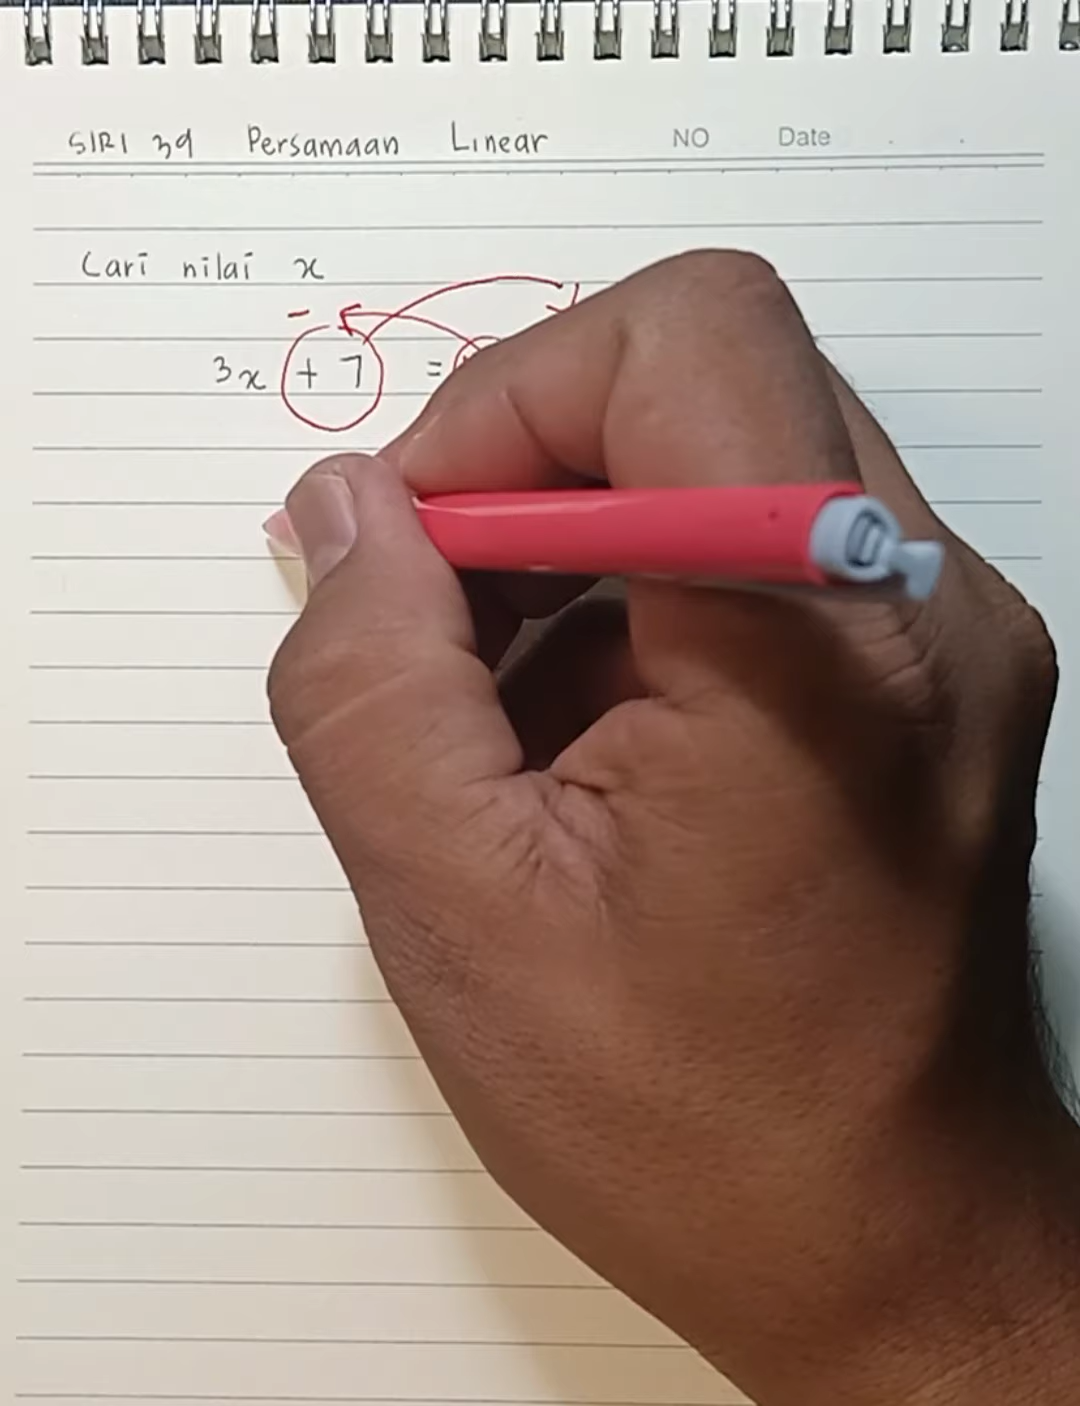 SIRI 39 Persamaan Linear NO Date
Cari nilai x
-
3x + 7 =